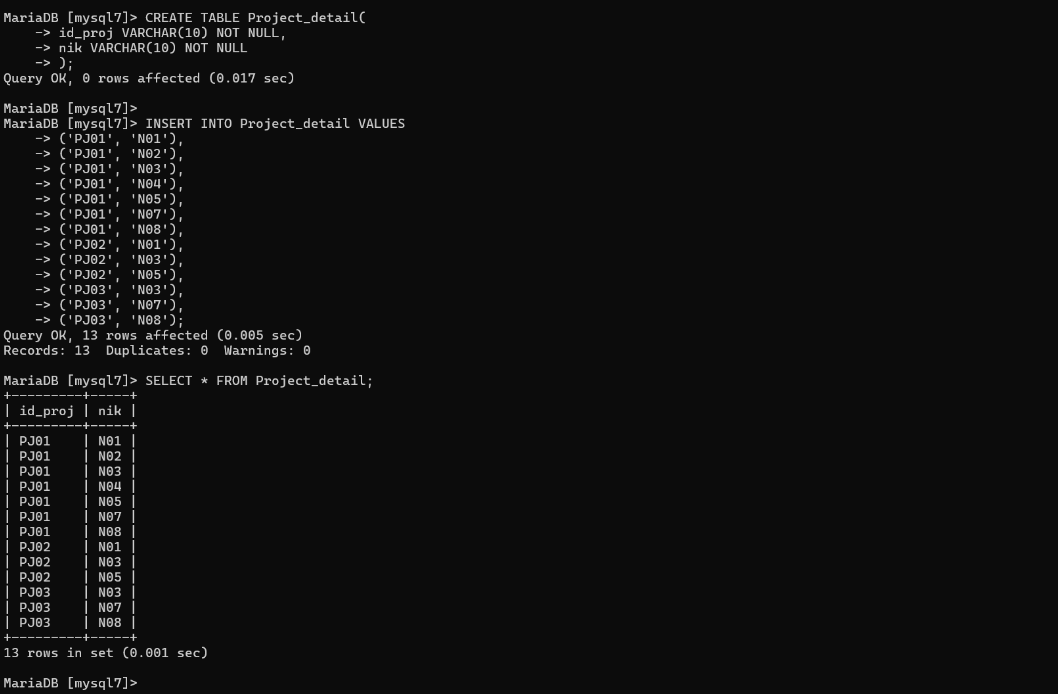 MariaDB [mysql7]> CREATE TABLE Project_detail(
    -> id_proj VARCHAR(10) NOT NULL,
    -> nik VARCHAR(10) NOT NULL
    -> );
Query OK, 0 rows affected (0.017 sec)

MariaDB [mysql7]>
MariaDB [mysql7]> INSERT INTO Project_detail VALUES
    -> ('PJ01', 'N01'),
    -> ('PJ01', 'N02'),
    -> ('PJ01', 'N03'),
    -> ('PJ01', 'N04'),
    -> ('PJ01', 'N05'),
    -> ('PJ01', 'N07'),
    -> ('PJ01', 'N08'),
    -> ('PJ02', 'N01'),
    -> ('PJ02', 'N03'),
    -> ('PJ02', 'N05'),
    -> ('PJ03', 'N03'),
    -> ('PJ03', 'N07'),
    -> ('PJ03', 'N08');
Query OK, 13 rows affected (0.005 sec)
Records: 13  Duplicates: 0  Warnings: 0

MariaDB [mysql7]> SELECT * FROM Project_detail;
+---------+-----+
| id_proj | nik |
+---------+-----+
| PJ01    | N01 |
| PJ01    | N02 |
| PJ01    | N03 |
| PJ01    | N04 |
| PJ01    | N05 |
| PJ01    | N07 |
| PJ01    | N08 |
| PJ02    | N01 |
| PJ02    | N03 |
| PJ02    | N05 |
| PJ03    | N03 |
| PJ03    | N07 |
| PJ03    | N08 |
+---------+-----+
13 rows in set (0.001 sec)

MariaDB [mysql7]>